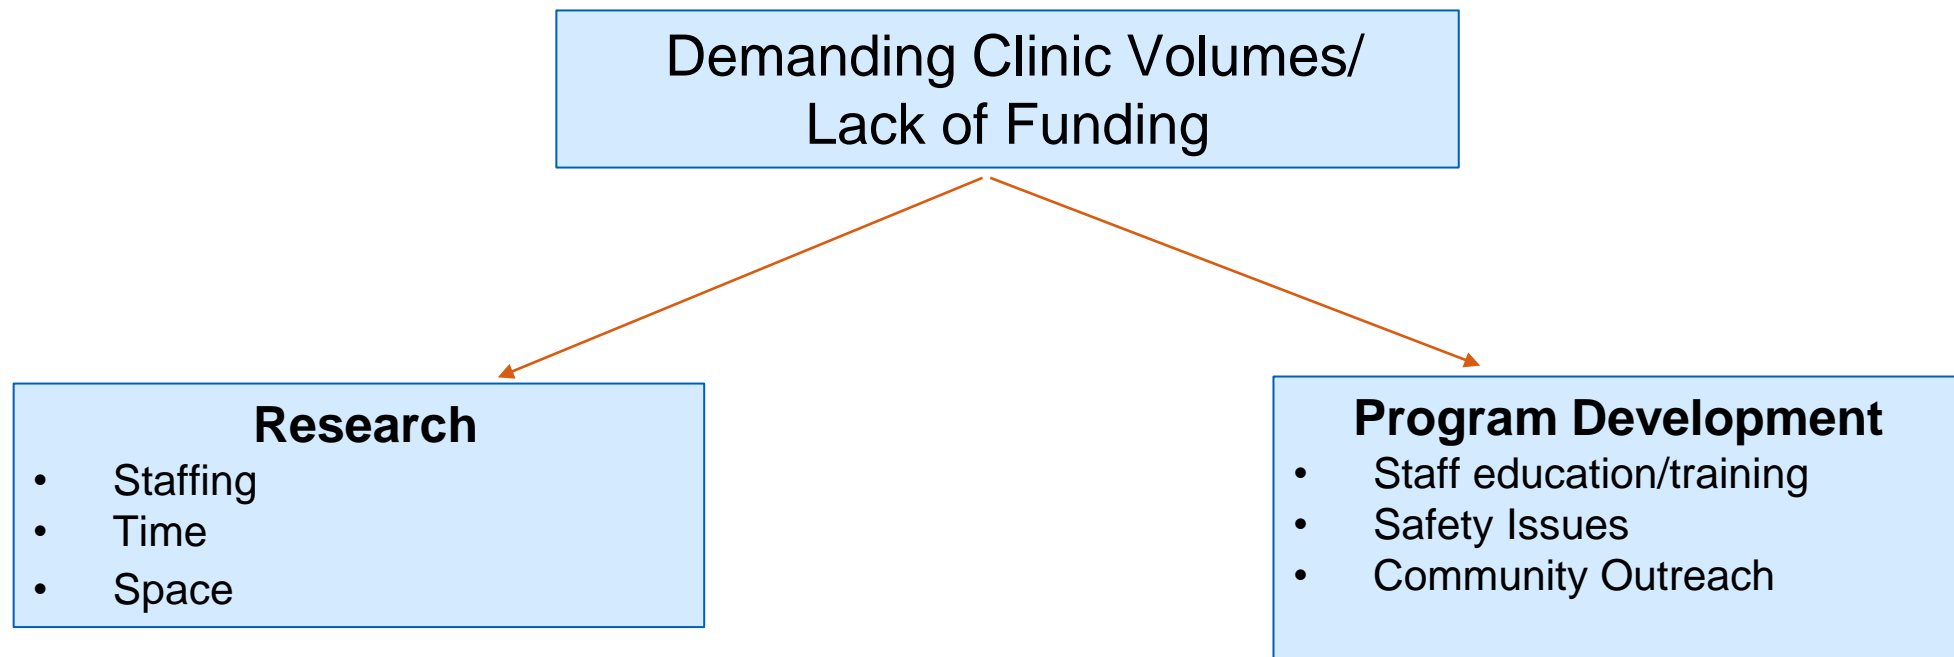 Demanding Clinic Volumes/
Lack of Funding
Research
• Staffing
• Time
• Space
Program Development
• Staff education/training
• Safety Issues
• Community Outreach